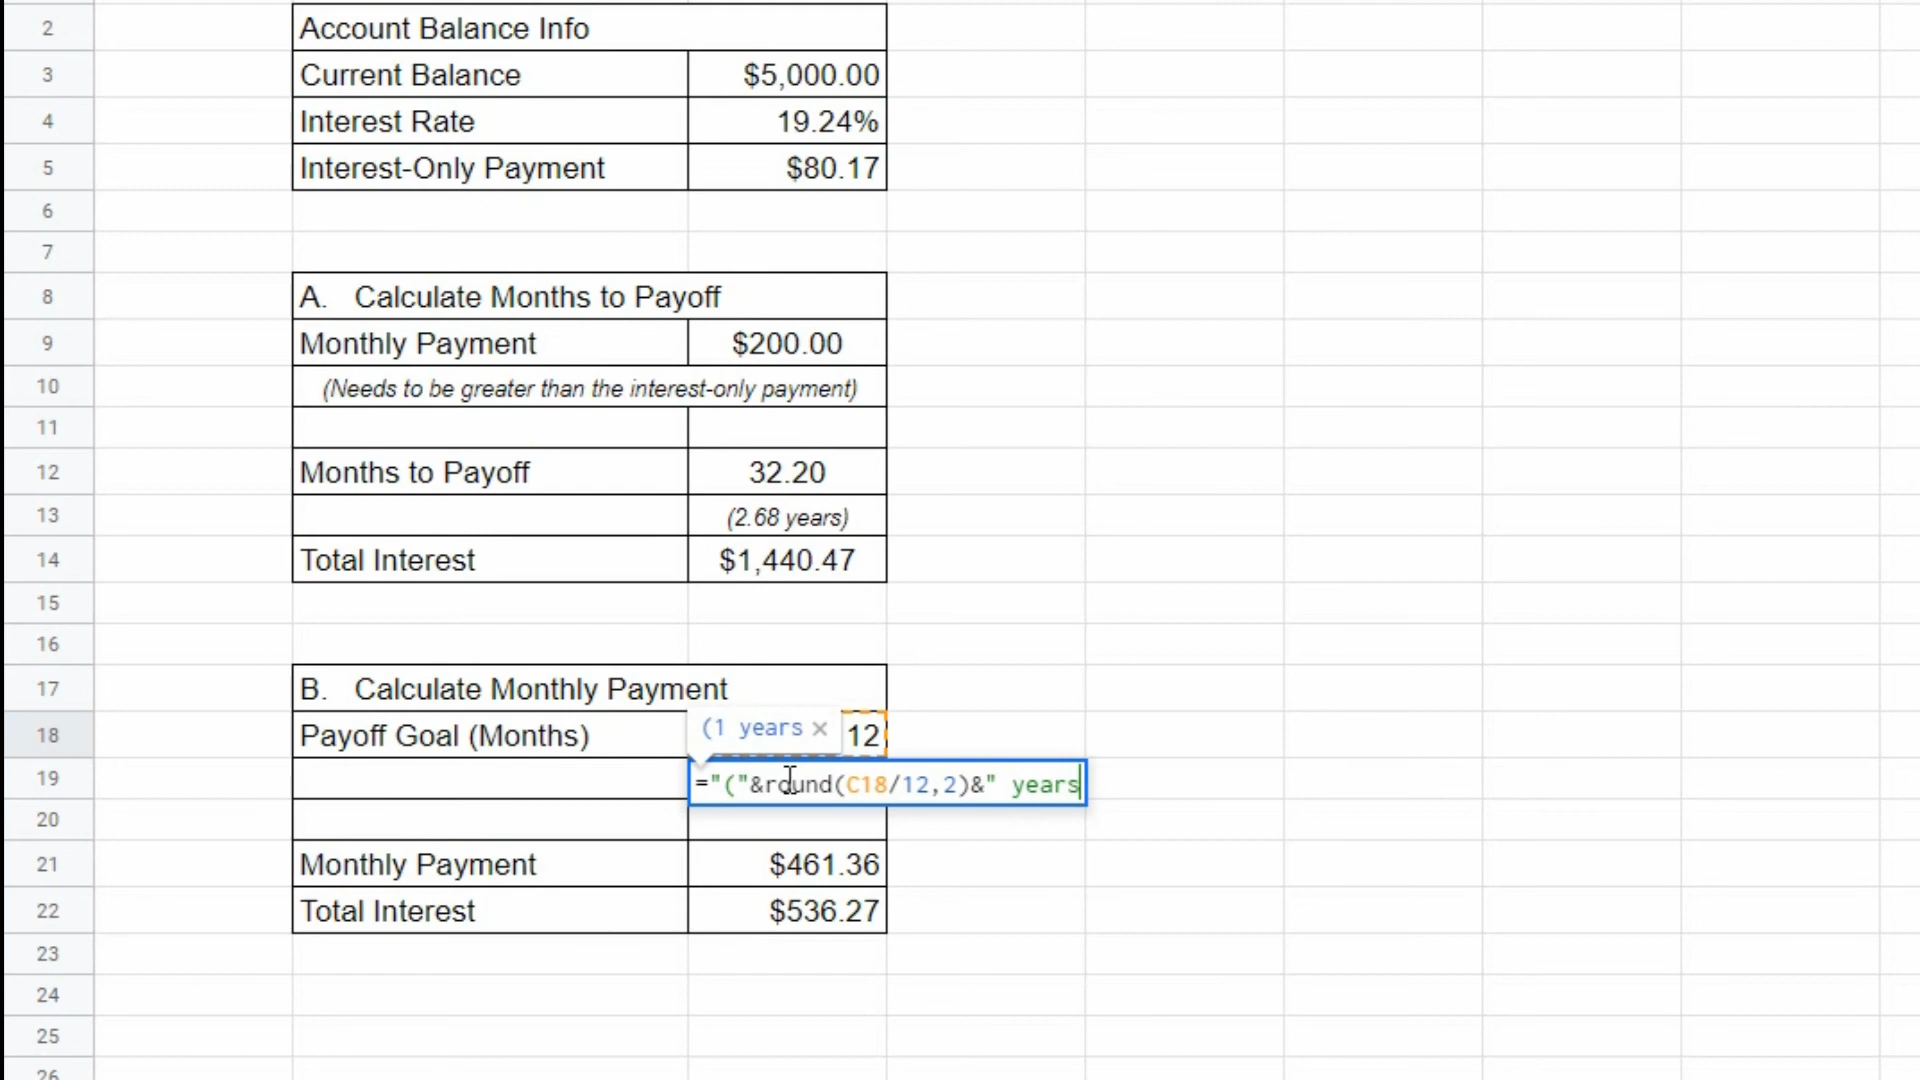 2 Account Balance Info
3 Current Balance $5,000.00
4 Interest Rate 19.24%
5 Interest-Only Payment $80.17
6
7
8 A. Calculate Months to Payoff
9 Monthly Payment $200.00
10 (Needs to be greater than the interest-only payment)
11
12 Months to Payoff 32.20
13 (2.68 years)
14 Total Interest $1,440.47
15
16
17 B. Calculate Monthly Payment
18 Payoff Goal (Months) (1 years × 12
19 ="("&round(C18/12,2)&" years
20
21 Monthly Payment $461.36
22 Total Interest $536.27
23
24
25
26